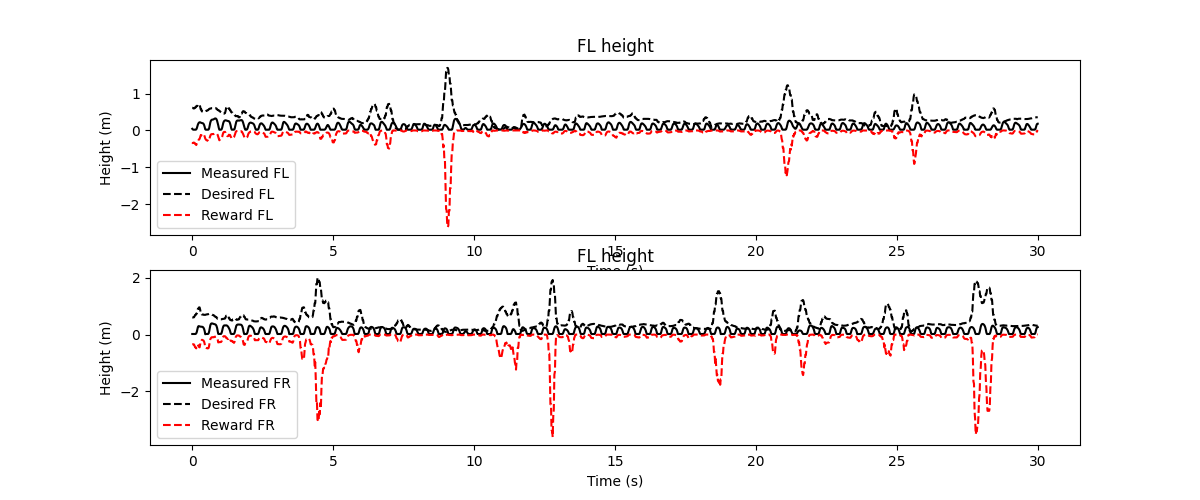 FL height
Height (m)
1
0
−1
−2
Measured FL
Desired FL
Reward FL
0
5
10
15
20
25
30
Time (s)
FL height
Height (m)
2
0
−2
Measured FR
Desired FR
Reward FR
0
5
10
15
20
25
30
Time (s)